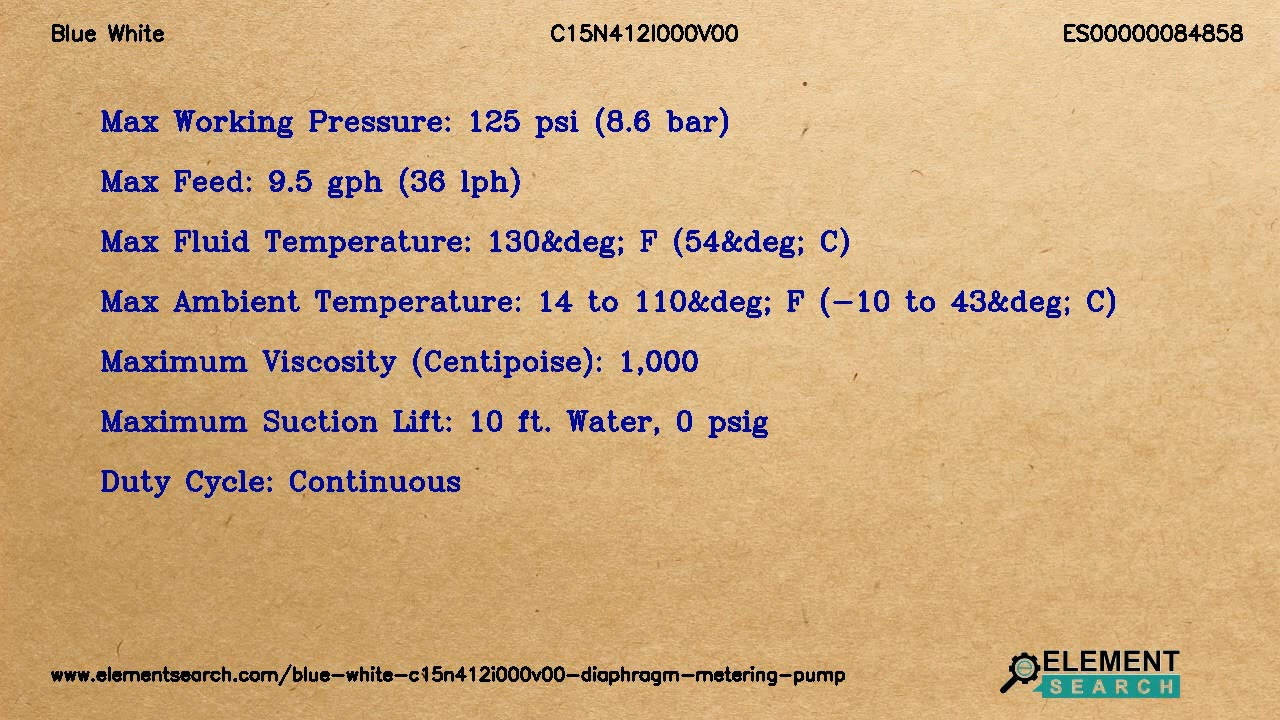 Blue White C15N412I000V00 ES00000084858
Max Working Pressure: 125 psi (8.6 bar)
Max Feed: 9.5 gph (36 lph)
Max Fluid Temperature: 130&deg; F (54&deg; C)
Max Ambient Temperature: 14 to 110&deg; F (-10 to 43&deg; C)
Maximum Viscosity (Centipoise): 1,000
Maximum Suction Lift: 10 ft. Water, 0 psig
Duty Cycle: Continuous
www.elementsearch.com/blue-white-c15n412i000v00-diaphragm-metering-pump
ELEMENT
SEARCH